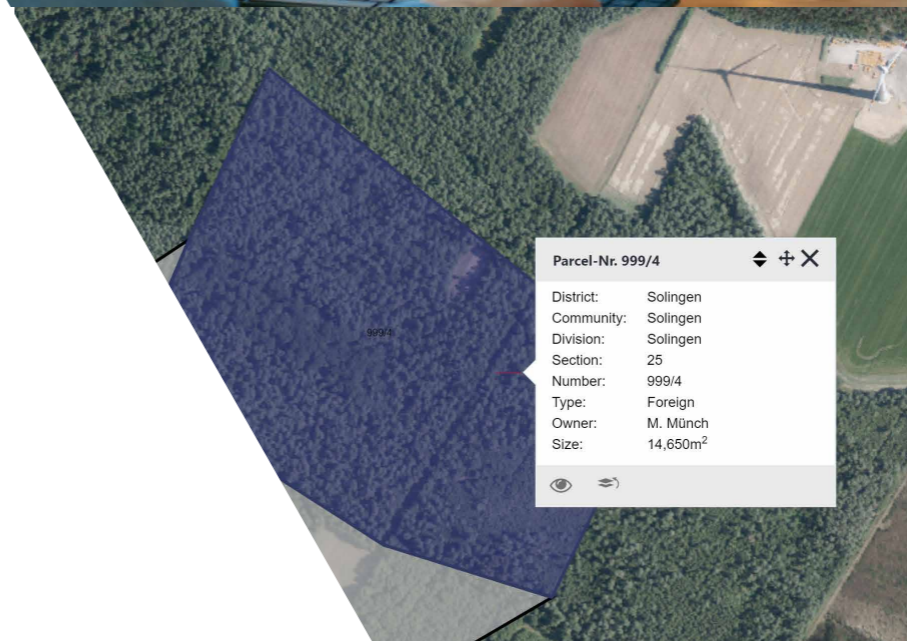 Parcel-Nr. 999/4
District: Solingen
Community: Solingen
Division: Solingen
Section: 25
Number: 999/4
Type: Foreign
Owner: M. Münch
Size: 14,650m²
999/4